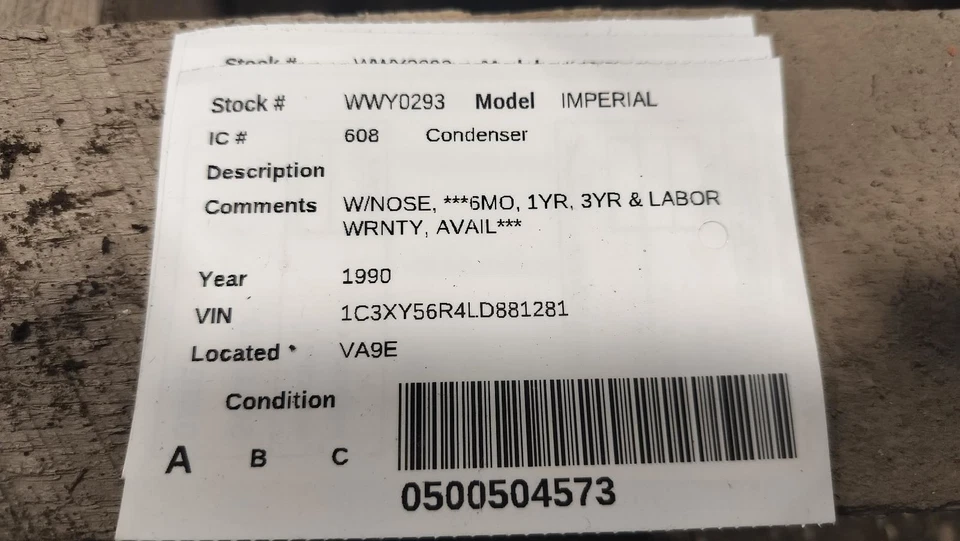 Stock #
Stock # WWY0293 Model IMPERIAL
IC # 608 Condenser
Description
Comments W/NOSE, ***6MO, 1YR, 3YR & LABOR
WRNTY, AVAIL***
Year 1990
VIN 1C3XY56R4LD881281
Located * VA9E
Condition
A B C
0500504573